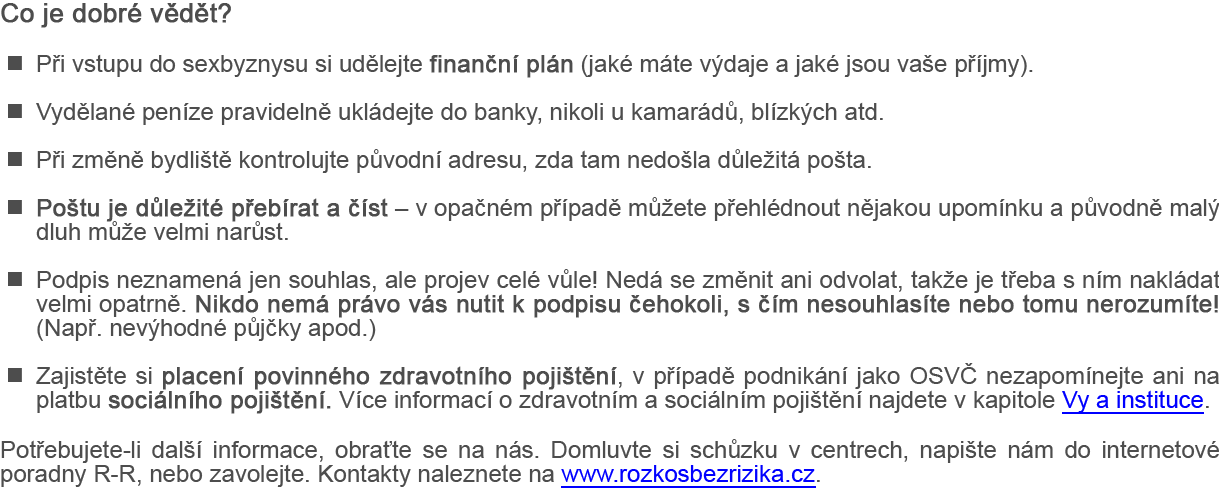 Co je dobré vědět?
■ Při vstupu do sexbyznysu si udělejte finanční plán (jaké máte výdaje a jaké jsou vaše příjmy).
■ Vydělané peníze pravidelně ukládejte do banky, nikoli u kamarádů, blízkých atd.
■ Při změně bydliště kontrolujte původní adresu, zda tam nedošla důležitá pošta.
■ Poštu je důležité přebírat a číst – v opačném případě můžete přehlédnout nějakou upomínku a původně malý
dluh může velmi narůst.
■ Podpis neznamená jen souhlas, ale projev celé vůle! Nedá se změnit ani odvolat, takže je třeba s ním nakládat
velmi opatrně. Nikdo nemá právo vás nutit k podpisu čehokoli, s čím nesouhlasíte nebo tomu nerozumíte!
(Např. nevýhodné půjčky apod.)
■ Zajistěte si placení povinného zdravotního pojištění, v případě podnikání jako OSVČ nezapomínejte ani na
platbu sociálního pojištění. Více informací o zdravotním a sociálním pojištění najdete v kapitole Vy a instituce.
Potřebujete-li další informace, obraťte se na nás. Domluvte si schůzku v centrech, napište nám do internetové
poradny R-R, nebo zavolejte. Kontakty naleznete na www.rozkosbezrizika.cz.